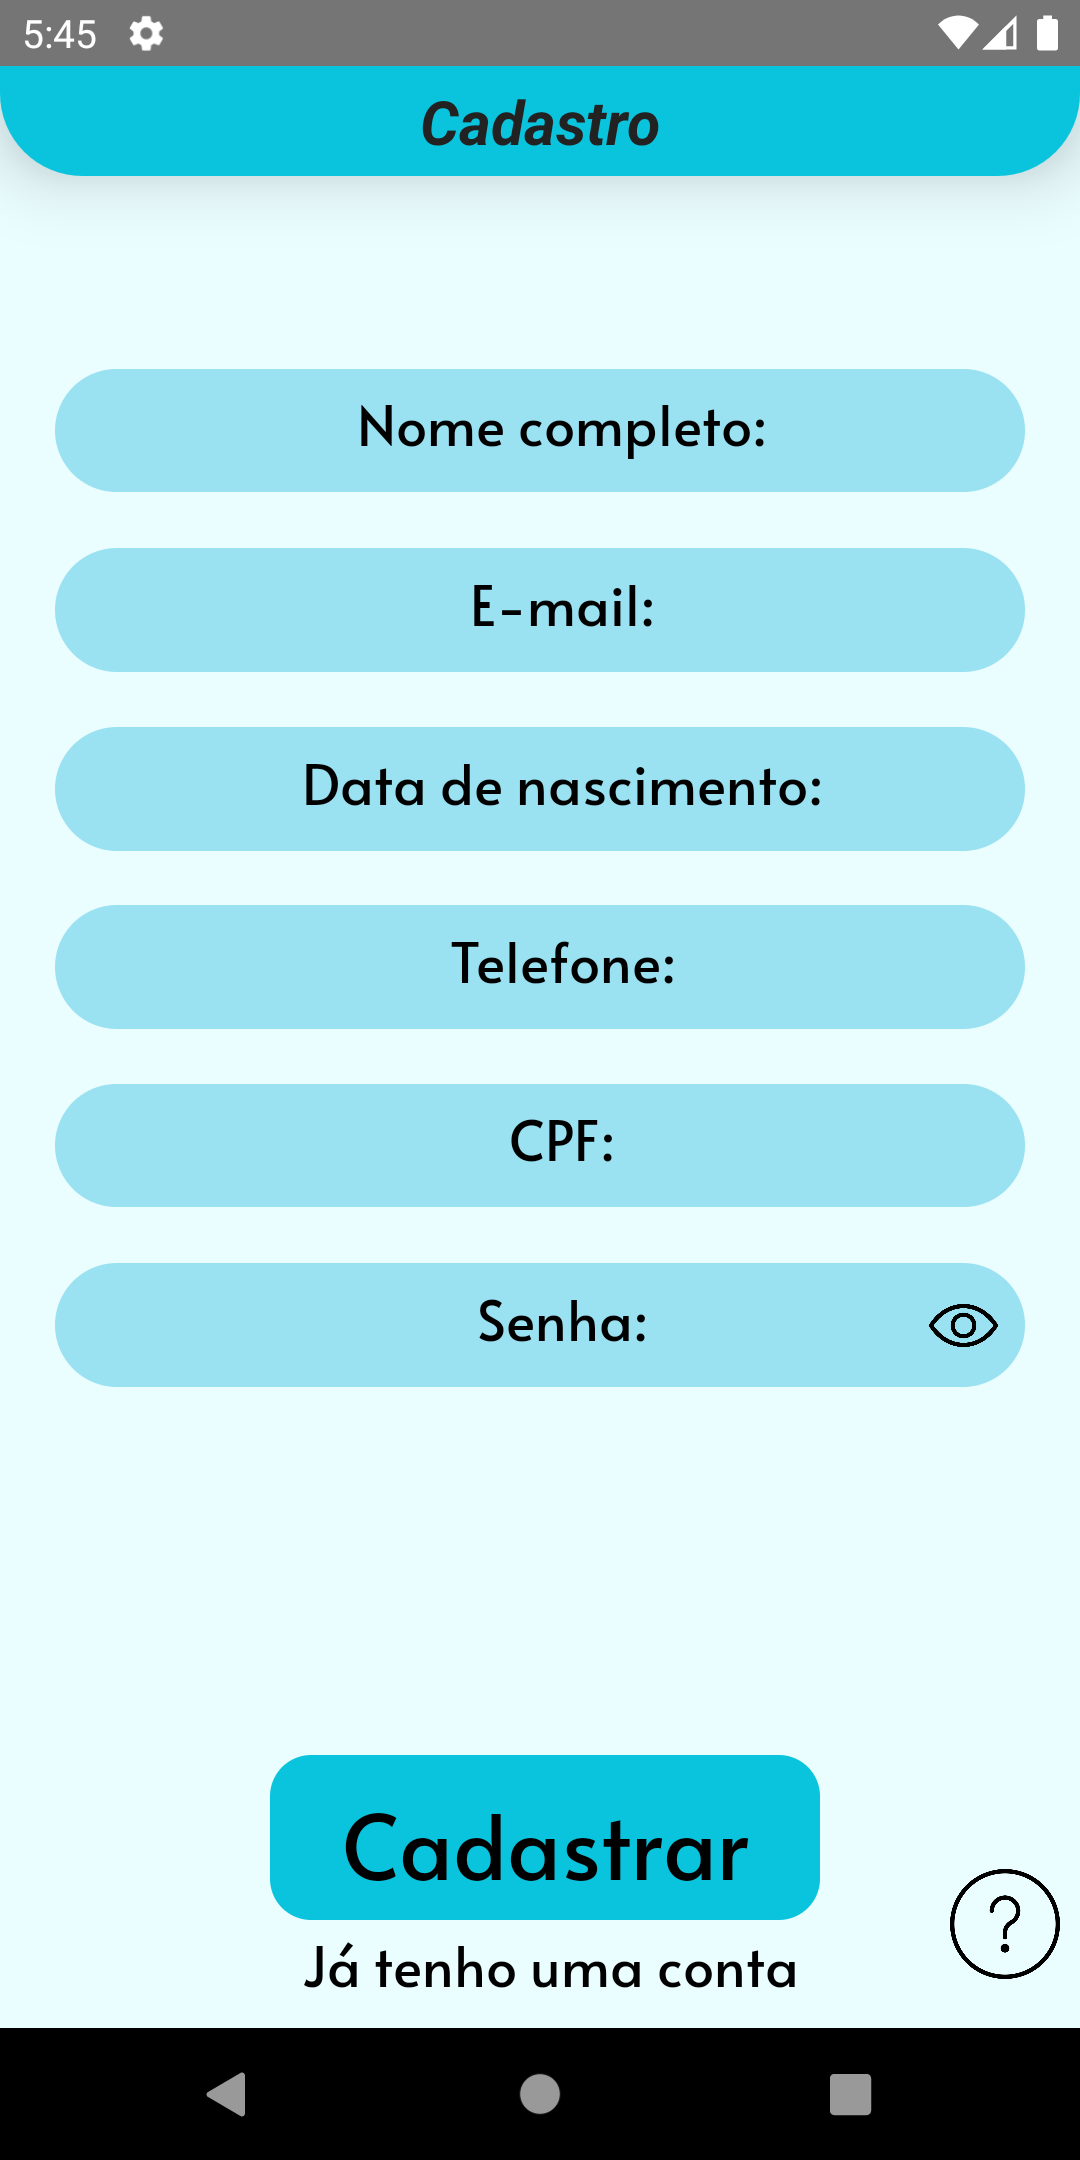 5:45
Cadastro
Nome completo:
E-mail:
Data de nascimento:
Telefone:
CPF:
Senha:
Cadastrar
?
Já tenho uma conta